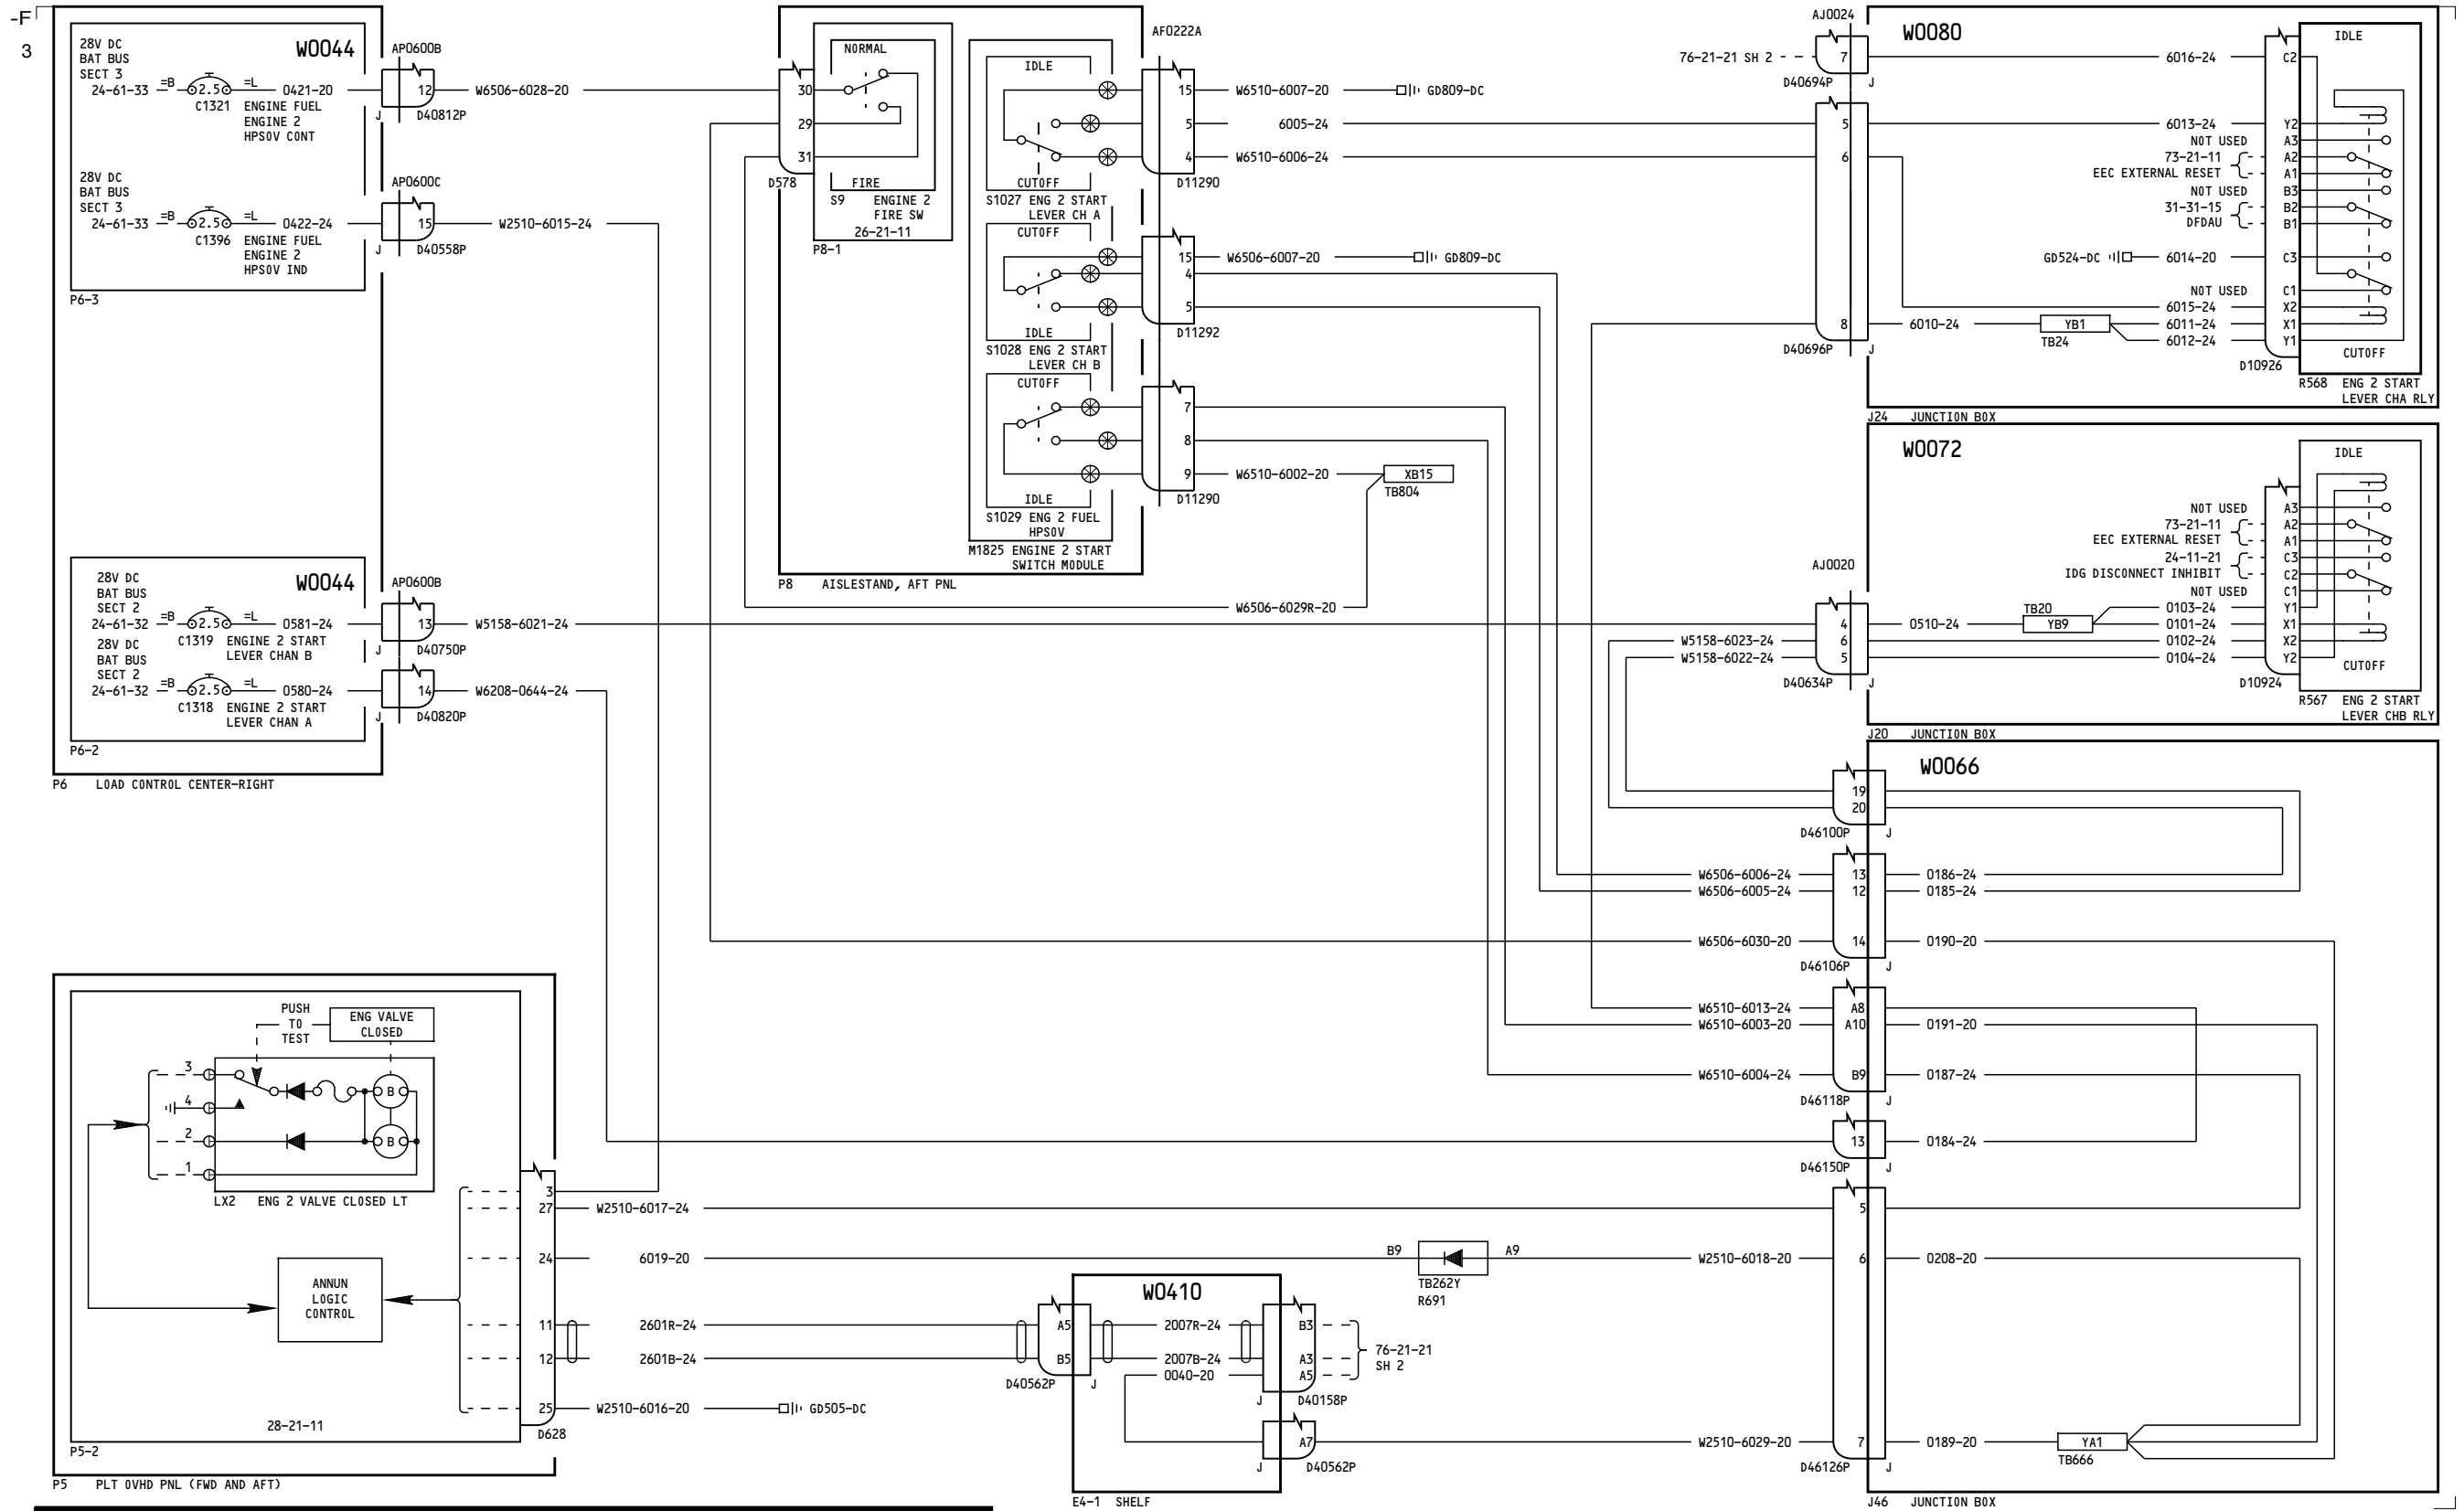 -F
3
28V DC
BAT BUS
SECT 3
24-61-33
=B
2.5
=L
C1321
0421-20
ENGINE FUEL
ENGINE 2
HPSOV CONT
W0044
AP0600B
12
J
D40812P
W6506-6028-20
28V DC
BAT BUS
SECT 3
24-61-33
=B
2.5
=L
C1396
0422-24
ENGINE FUEL
ENGINE 2
HPSOV IND
AP0600C
15
J
D40558P
W2510-6015-24
P6-3
28V DC
BAT BUS
SECT 2
24-61-32
=B
2.5
=L
C1319
0581-24
ENGINE 2 START
LEVER CHAN B
W0044
AP0600B
13
J
D40750P
W5158-6021-24
28V DC
BAT BUS
SECT 2
24-61-32
=B
2.5
=L
C1318
0580-24
ENGINE 2 START
LEVER CHAN A
14
J
D40820P
W6208-0644-24
P6-2
P6 LOAD CONTROL CENTER-RIGHT
30
29
31
D578
NORMAL
FIRE
S9 ENGINE 2
FIRE SW
26-21-11
P8-1
IDLE
CUTOFF
S1027 ENG 2 START
LEVER CH A
CUTOFF
IDLE
S1028 ENG 2 START
LEVER CH B
CUTOFF
IDLE
S1029 ENG 2 FUEL
HPSOV
M1825 ENGINE 2 START
SWITCH MODULE
P8 AISLESTAND, AFT PNL
AF0222A
15
5
4
D11290
W6510-6007-20
GD809-DC
6005-24
W6510-6006-24
15
4
5
D11292
W6506-6007-20
GD809-DC
7
8
9
D11290
W6510-6002-20
XB15
TB804
W6506-6029R-20
AJ0024
76-21-21 SH 2
7
D40694P
J
5
6
8
D40696P
J
W0080
6016-24
6013-24
NOT USED
73-21-11
EEC EXTERNAL RESET
NOT USED
31-31-15
DFDAU
GD524-DC
6014-20
NOT USED
6015-24
6010-24
YB1
TB24
6011-24
6012-24
C2
Y2
A3
A2
A1
B3
B2
B1
C3
C1
X2
X1
Y1
D10926
IDLE
CUTOFF
R568 ENG 2 START
LEVER CHA RLY
J24 JUNCTION BOX
W0072
AJ0020
4
6
5
D40634P
J
W5158-6023-24
W5158-6022-24
NOT USED
73-21-11
EEC EXTERNAL RESET
24-11-21
IDG DISCONNECT INHIBIT
NOT USED
0510-24
TB20
YB9
0103-24
0101-24
0102-24
0104-24
A3
A2
A1
C3
C2
C1
Y1
X1
X2
Y2
D10924
IDLE
CUTOFF
R567 ENG 2 START
LEVER CHB RLY
J20 JUNCTION BOX
W0066
19
20
D46100P
J
W6506-6006-24
13
0186-24
W6506-6005-24
12
0185-24
W6506-6030-20
14
0190-20
D46106P
J
W6510-6013-24
A8
W6510-6003-20
A10
0191-20
W6510-6004-24
B9
0187-24
D46118P
J
13
0184-24
D46150P
J
5
W2510-6018-20
6
0208-20
W2510-6029-20
7
0189-20
YA1
TB666
D46126P
J
J46 JUNCTION BOX
PUSH
TO
TEST
ENG VALVE
CLOSED
3
4
2
1
B
B
LX2 ENG 2 VALVE CLOSED LT
ANNUN
LOGIC
CONTROL
28-21-11
P5-2
P5 PLT OVHD PNL (FWD AND AFT)
3
27
24
11
12
25
D628
W2510-6017-24
6019-20
2601R-24
2601B-24
W2510-6016-20
GD505-DC
B9
A9
TB262Y
R691
W0410
A5
B5
D40562P
J
2007R-24
2007B-24
0040-20
B3
A3
A5
J
D40158P
76-21-21
SH 2
A7
J
D40562P
E4-1 SHELF